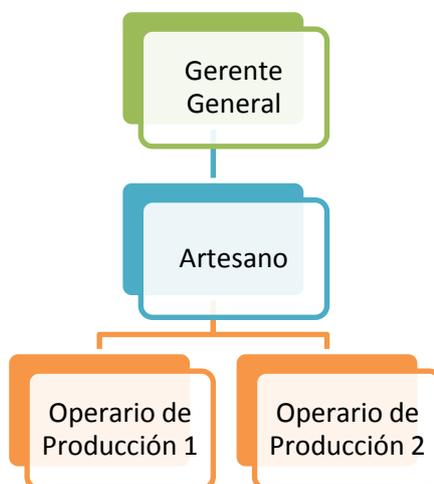 Gerente
General
Artesano
Operario de
Producción 1
Operario de
Producción 2